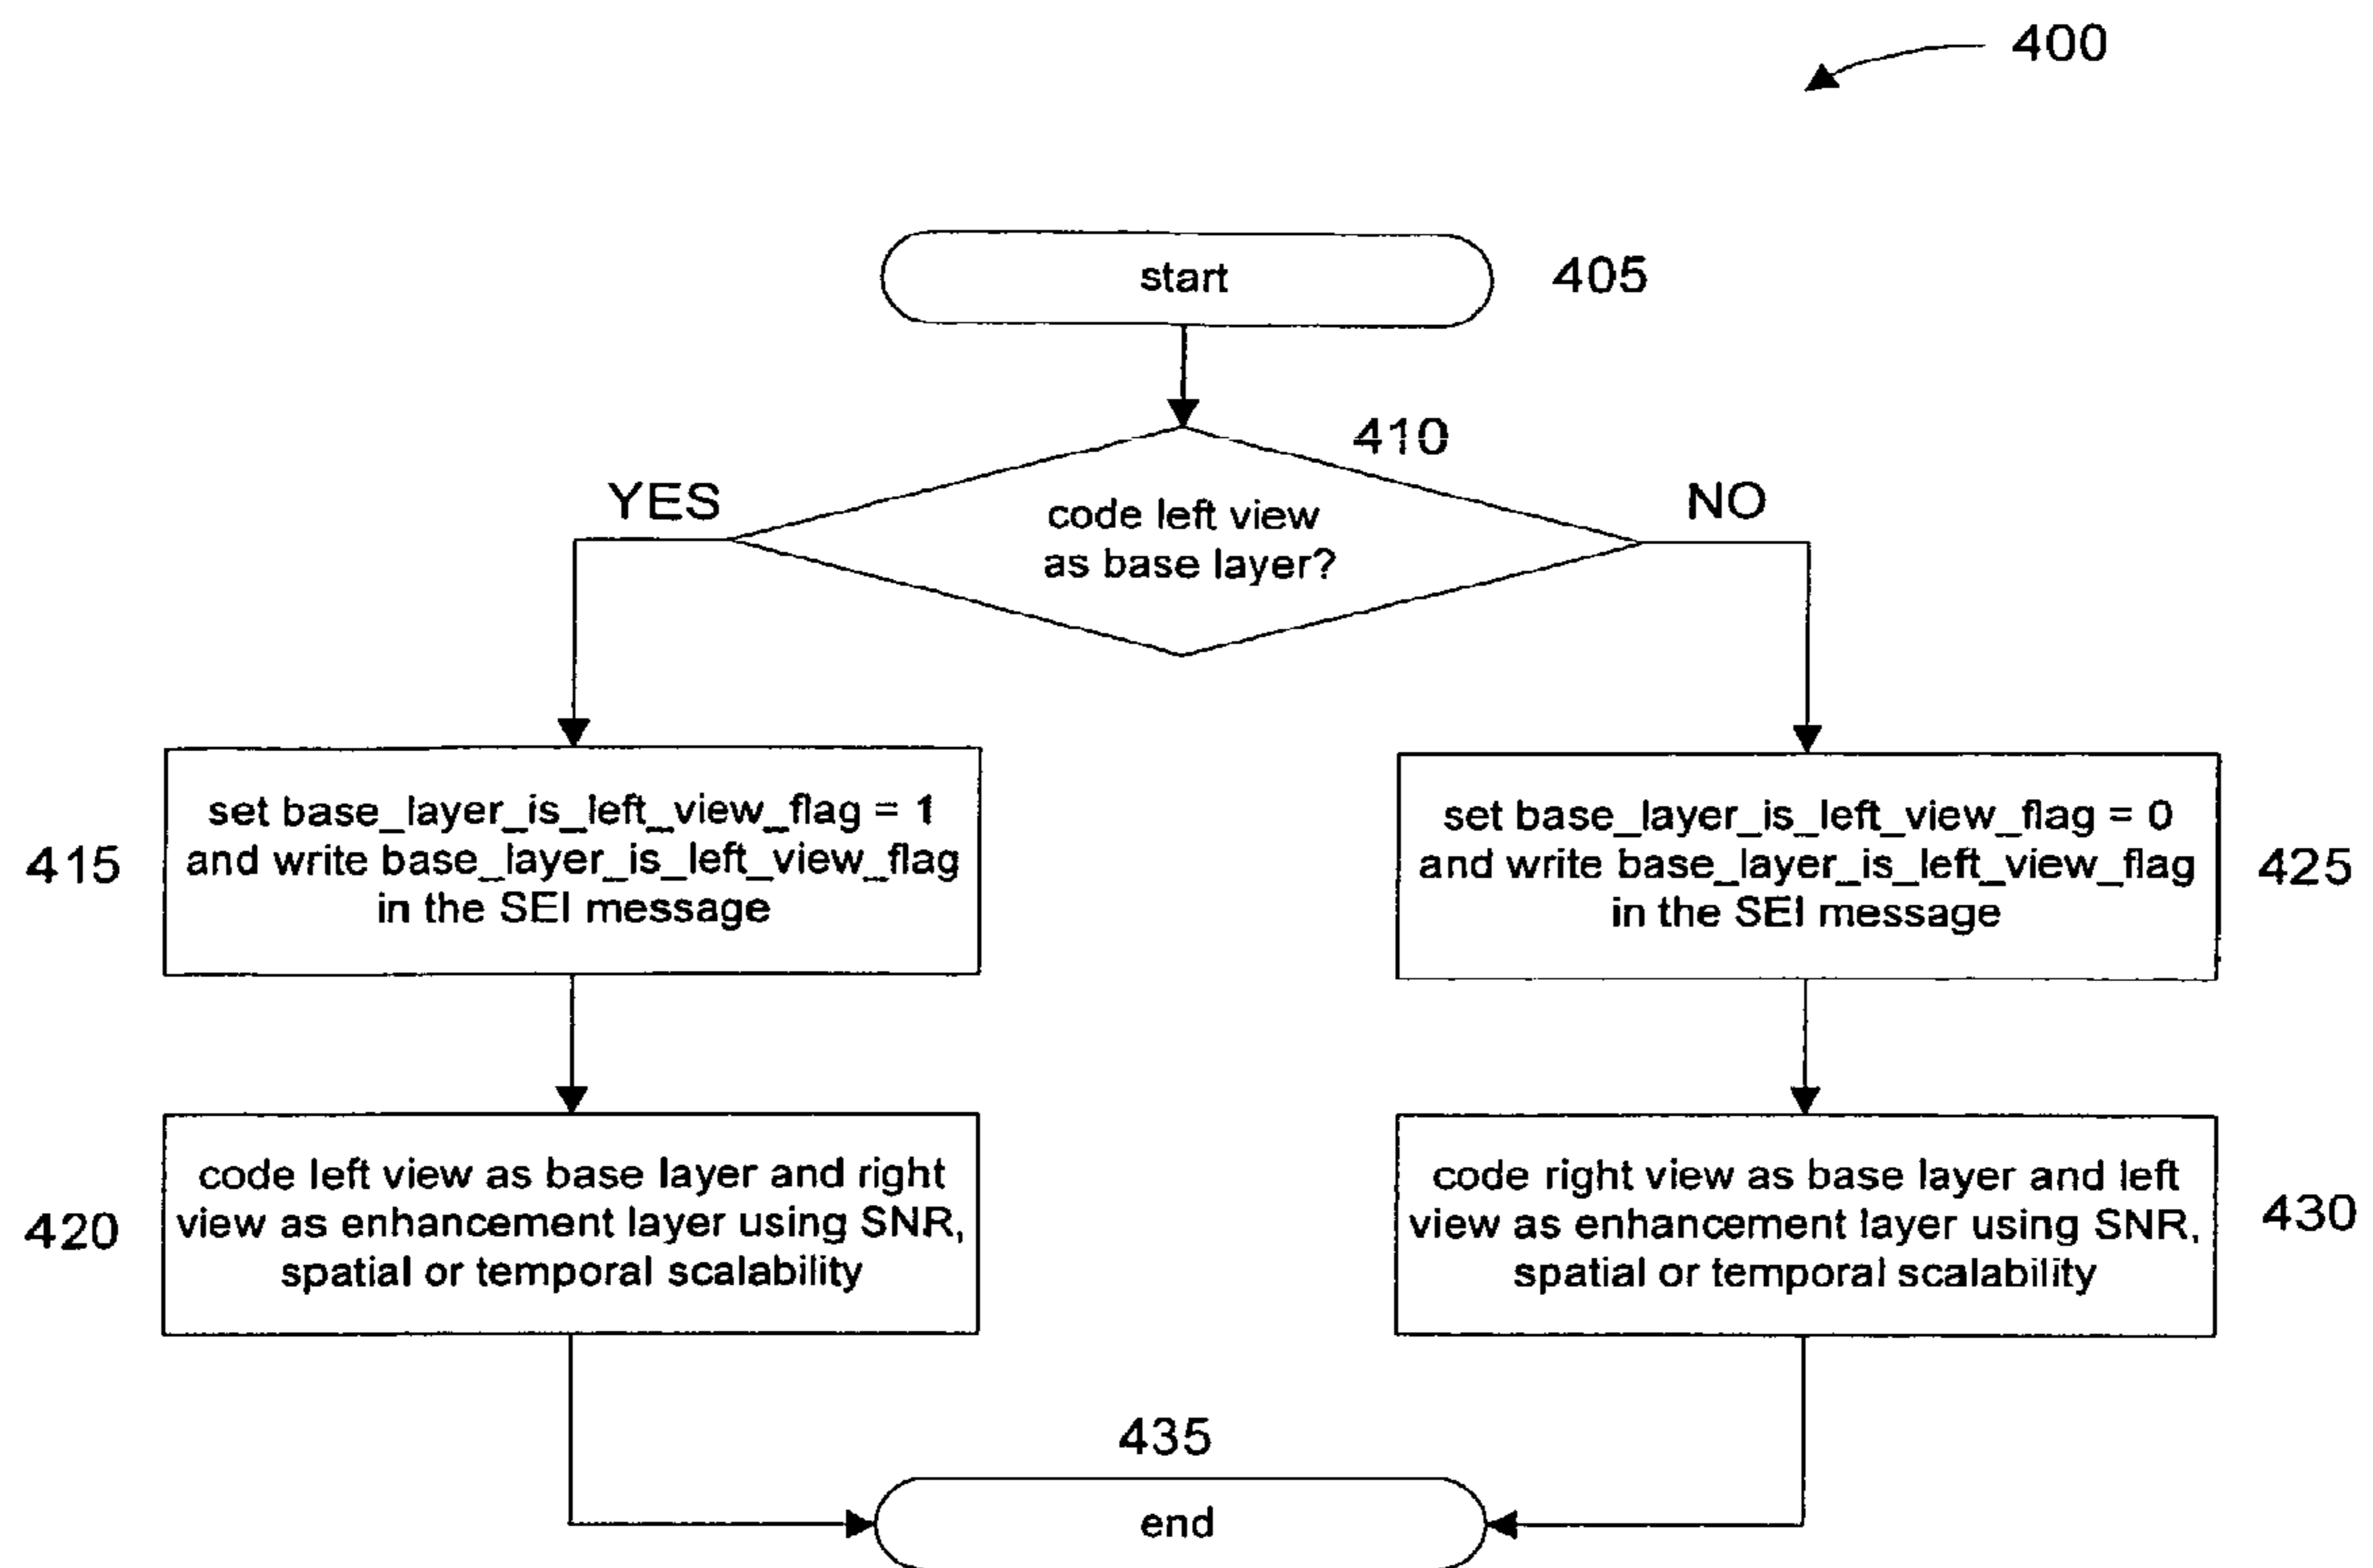 400
start
405
410
YES
NO
code left view
as base layer?
set base_layer_is_left_view_flag = 1
and write base_layer_is_left_view_flag
in the SEI message
415
set base_layer_is_left_view_flag = 0
and write base_layer_is_left_view_flag
in the SEI message
425
code left view as base layer and right
view as enhancement layer using SNR,
spatial or temporal scalability
420
code right view as base layer and left
view as enhancement layer using SNR,
spatial or temporal scalability
430
435
end